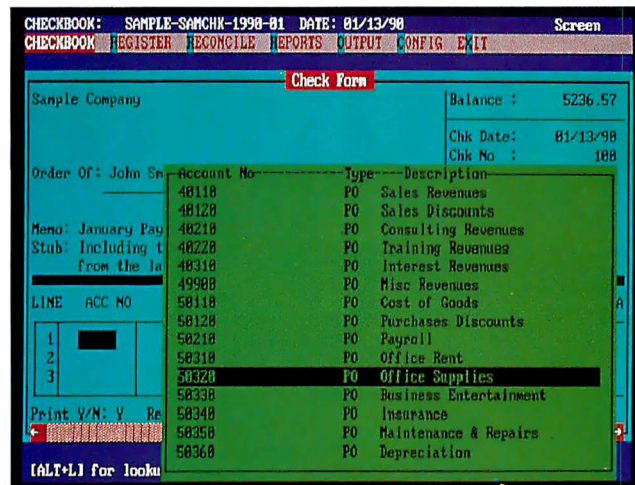 CHECKBOOK: SAMPLE-SAMCHK-1990-01 DATE: 01/13/90 Screen
CHECKBOOK REGISTER RECONCILE REPORTS OUTPUT CONFIG EXIT
Check Form
Sample Company Balance : 5236.57
Chk Date: 01/13/90
Chk No : 100
Order Of: John Sm
Account No Type Description
40110 PO Sales Revenues
40120 PO Sales Discounts
Memo: January Pay 40210 PO Consulting Revenues
Stub: Including t 40220 PO Training Revenues
from the la 40310 PO Interest Revenues
49900 PO Misc Revenues
LINE ACC NO 50110 PO Cost of Goods A
50120 PO Purchases Discounts
1 50210 PO Payroll
2 50310 PO Office Rent
3 50320 PO Office Supplies
50330 PO Business Entertainment
Print Y/N: Y Re 50340 PO Insurance
50350 PO Maintenance & Repairs
50360 PO Depreciation
[ALT+L] for looku